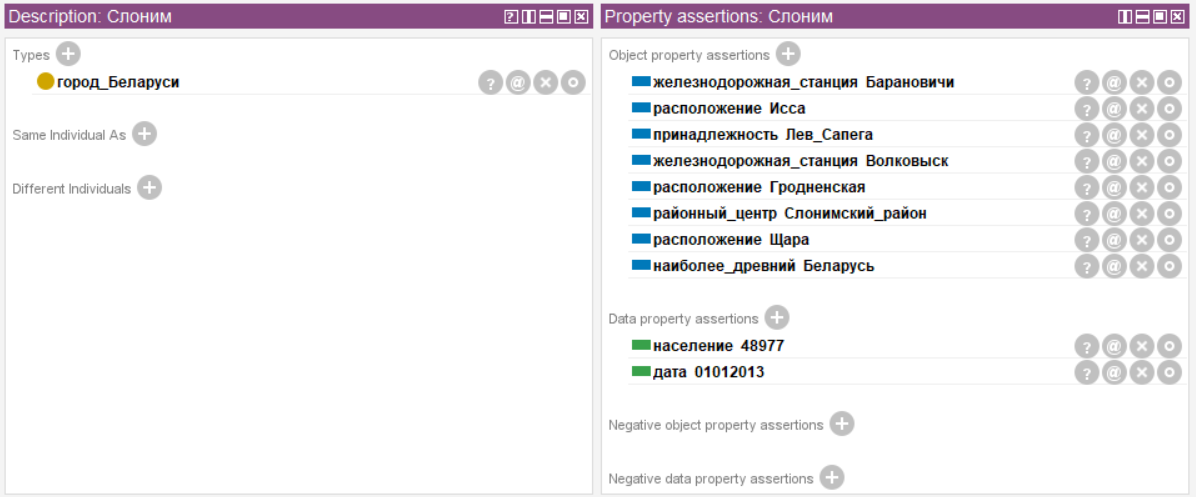 Description: Слоним
Types
город_Беларуси
Same Individual As
Different Individuals
Property assertions: Слоним
Object property assertions
железнодорожная_станция Барановичи
расположение Исса
принадлежность Лев_Сапега
железнодорожная_станция Волковыск
расположение Гродненская
районный_центр Слонимский_район
расположение Щара
наиболее_древний Беларусь
Data property assertions
население 48977
дата 01012013
Negative object property assertions
Negative data property assertions